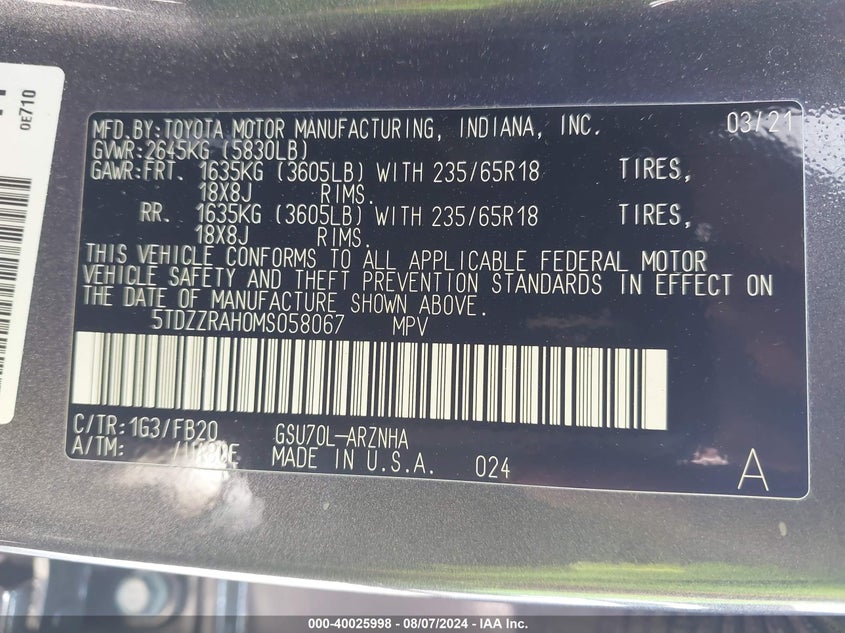 0E710
MFD.BY:TOYOTA MOTOR MANUFACTURING, INDIANA, INC. 03/21
GVWR:2645KG (5830LB)
GAWR:FRT. 1635KG (3605LB) WITH 235/65R18 TIRES,
18X8J RIMS.
RR. 1635KG (3605LB) WITH 235/65R18 TIRES,
18X8J RIMS.
THIS VEHICLE CONFORMS TO ALL APPLICABLE FEDERAL MOTOR
VEHICLE SAFETY AND THEFT PREVENTION STANDARDS IN EFFECT ON
THE DATE OF MANUFACTURE SHOWN ABOVE.
5TDZZRAH0MS058067 MPV
C/TR:1G3/FB20 GSU70L-ARZNHA
A/TM: MADE IN U.S.A. 024 A
000-40025998 - 08/07/2024 - IAA Inc.